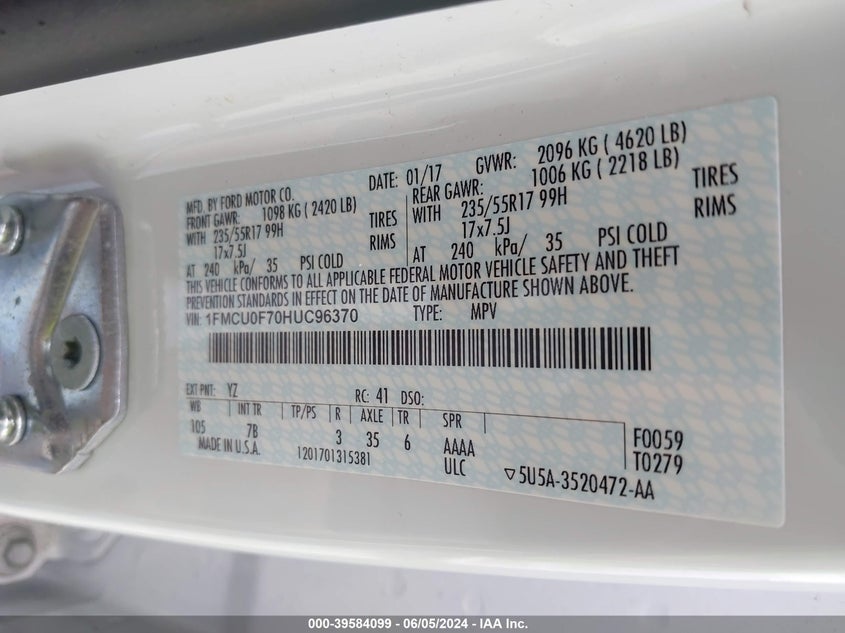 MFD. BY FORD MOTOR CO.
DATE: 01/17 GVWR: 2096 KG ( 4620 LB)
FRONT GAWR: 1098 KG ( 2420 LB) REAR GAWR: 1006 KG ( 2218 LB)
WITH 235/55R17 99H TIRES WITH 235/55R17 99H TIRES
17x7.5J RIMS 17x7.5J RIMS
AT 240 kPa/ 35 PSI COLD AT 240 kPa/ 35 PSI COLD
THIS VEHICLE CONFORMS TO ALL APPLICABLE FEDERAL MOTOR VEHICLE SAFETY AND THEFT
PREVENTION STANDARDS IN EFFECT ON THE DATE OF MANUFACTURE SHOWN ABOVE.
VIN: 1FMCU0F70HUC96370 TYPE: MPV
EXT PNT: YZ RC: 41 DSO:
WB INT TR TP/PS R AXLE TR SPR
105 7B 3 35 6 AAAA F0059
MADE IN U.S.A. 1201701315381 ULC T0279
▽5U5A-3520472-AA
000-39584099 - 06/05/2024 - IAA Inc.